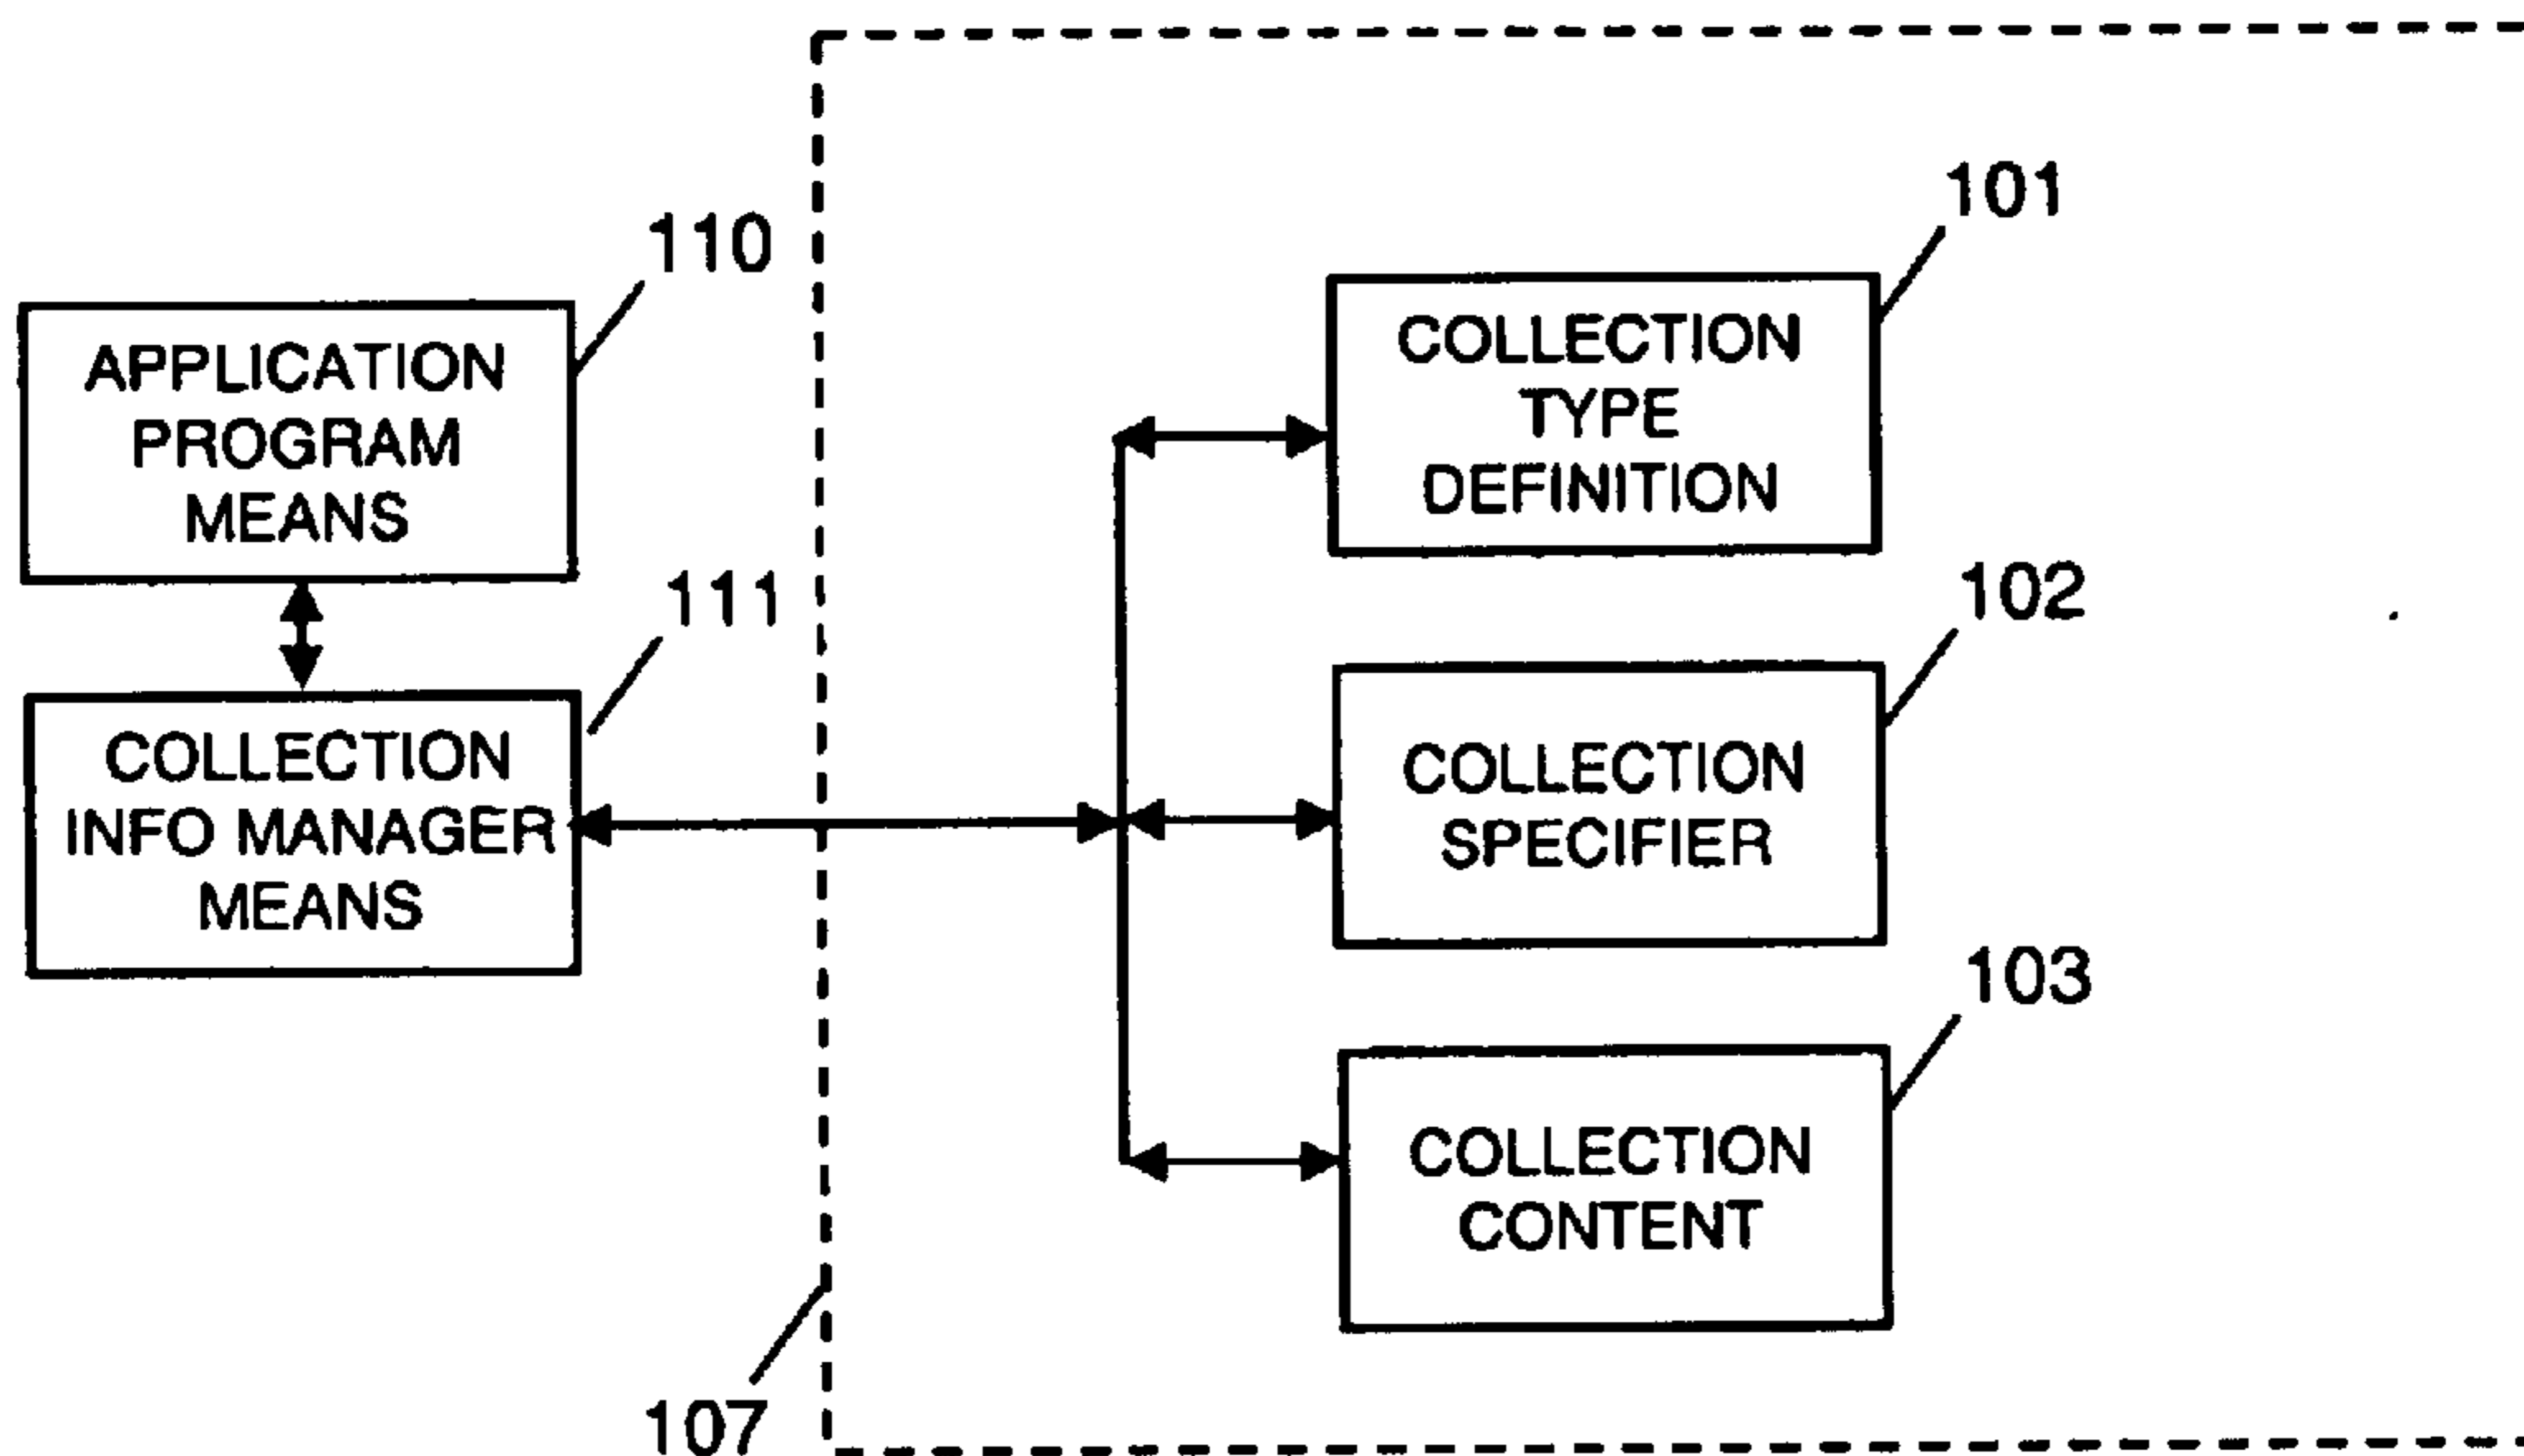 110
APPLICATION
PROGRAM
MEANS
111
COLLECTION
INFO MANAGER
MEANS
107
101
COLLECTION
TYPE
DEFINITION
102
COLLECTION
SPECIFIER
103
COLLECTION
CONTENT